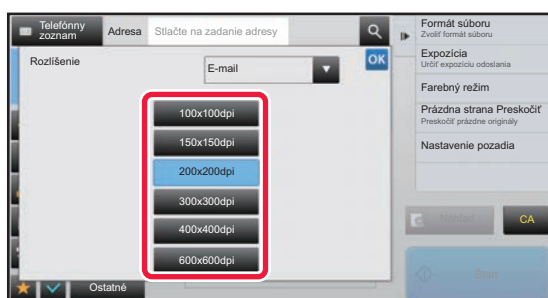 Telefónny
zoznam
Adresa
Stlačte na zadanie adresy
Rozlíšenie
E-mail
OK
100x100dpi
150x150dpi
200x200dpi
300x300dpi
400x400dpi
600x600dpi
Ostatné
Formát súboru
Zvoliť formát súboru
Expozícia
Určiť expozíciu odoslania
Farebný režim
Prázdna strana Preskočiť
Preskočiť prázdne originály
Nastavenie pozadia
Náhľad
CA
Štart